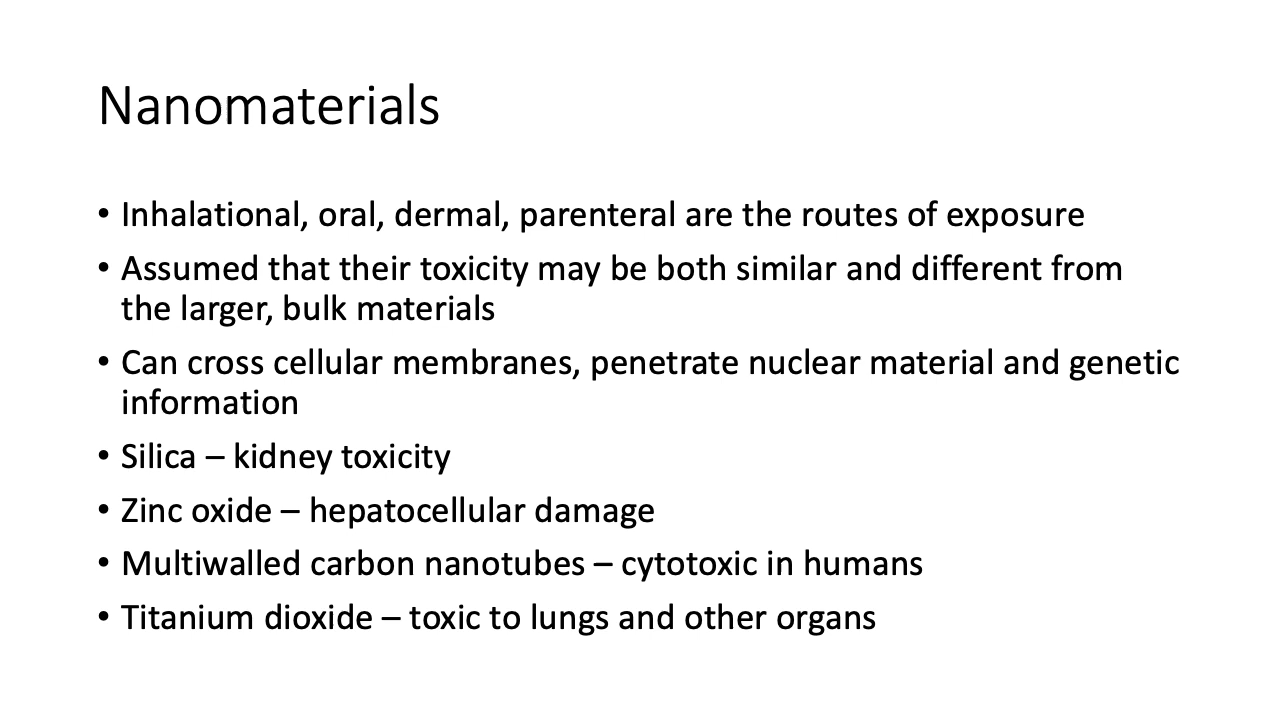 Nanomaterials
• Inhalational, oral, dermal, parenteral are the routes of exposure
• Assumed that their toxicity may be both similar and different from
the larger, bulk materials
• Can cross cellular membranes, penetrate nuclear material and genetic
information
• Silica – kidney toxicity
• Zinc oxide – hepatocellular damage
• Multiwalled carbon nanotubes – cytotoxic in humans
• Titanium dioxide – toxic to lungs and other organs